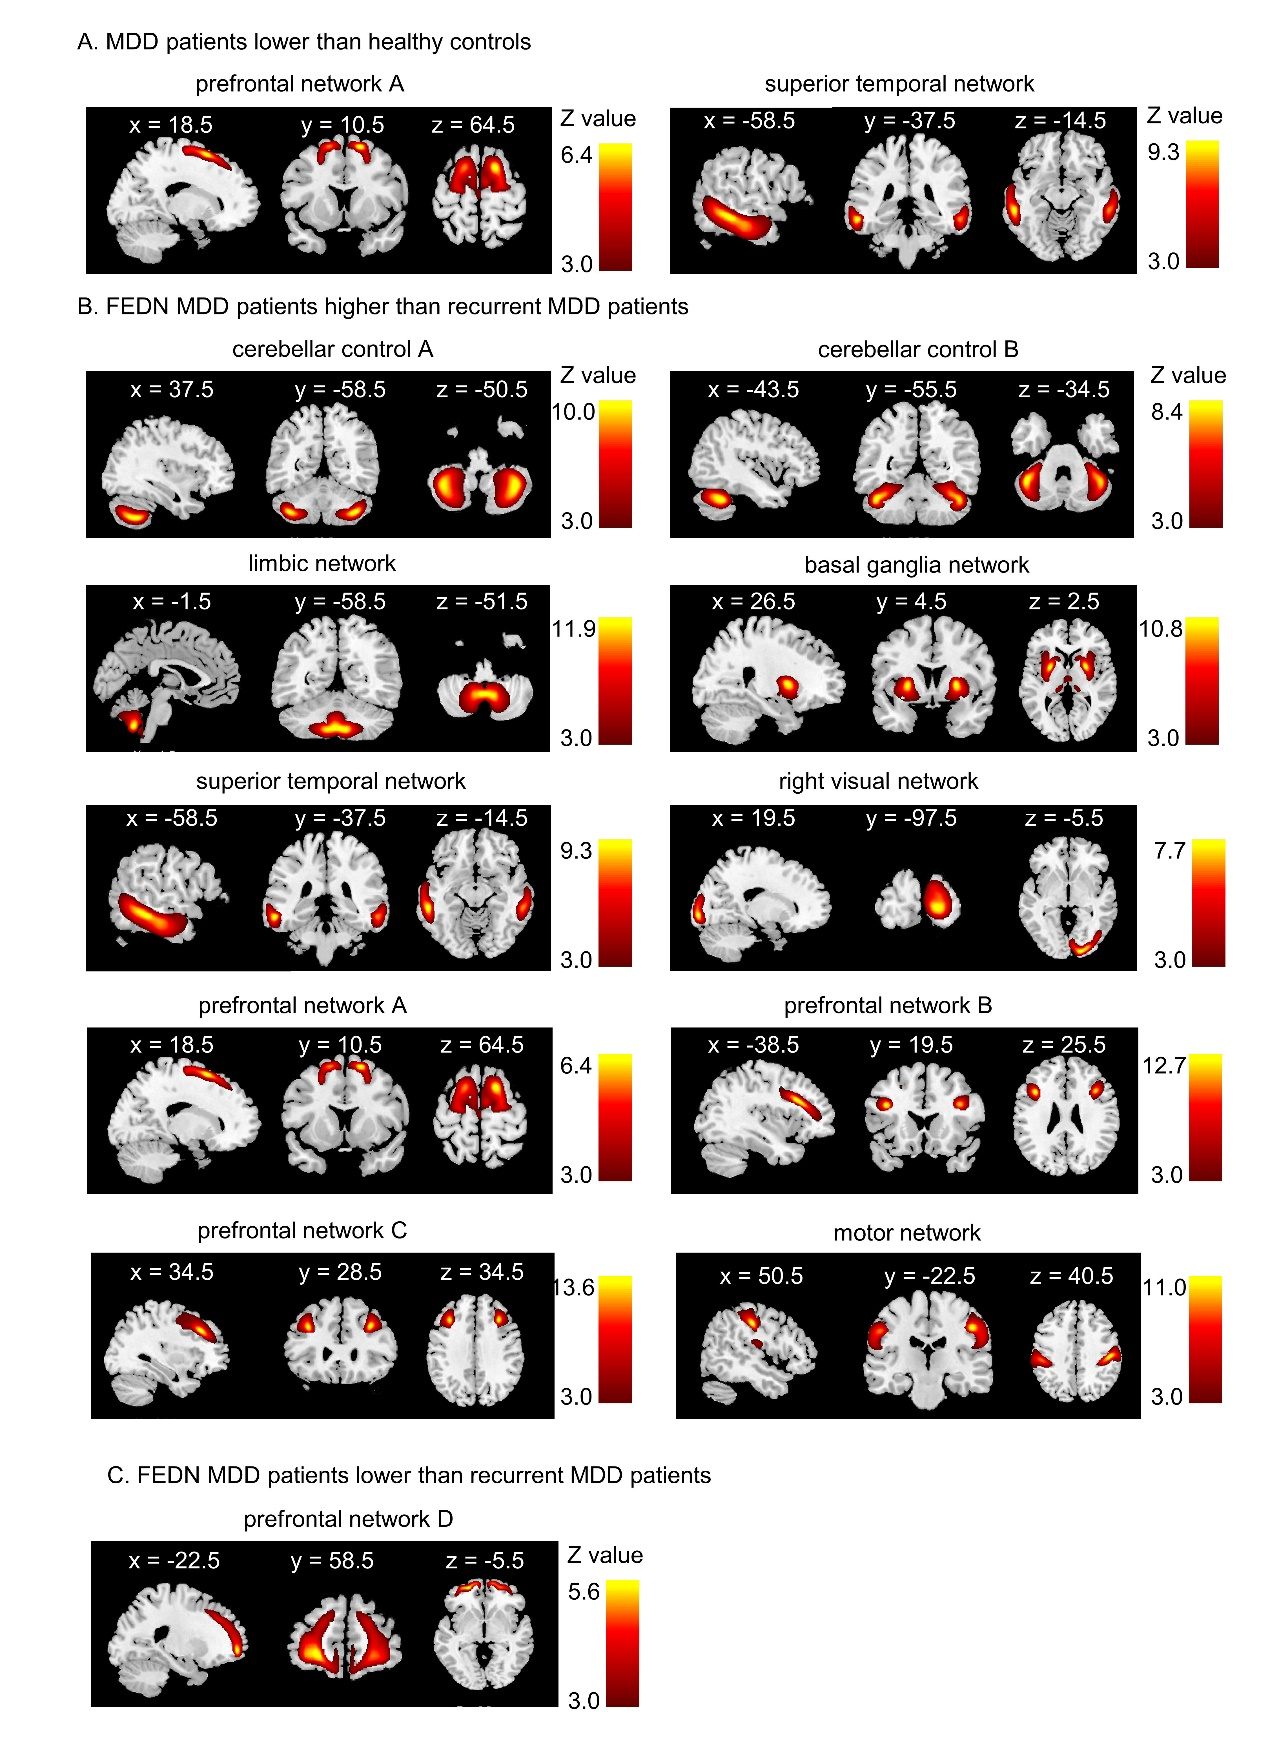 A. MDD patients lower than healthy controls
prefrontal network A
x = 18.5 y = 10.5 z = 64.5
Z value
6.4
3.0
superior temporal network
x = -58.5 y = -37.5 z = -14.5
Z value
9.3
3.0
B. FEDN MDD patients higher than recurrent MDD patients
cerebellar control A
x = 37.5 y = -58.5 z = -50.5
Z value
10.0
3.0
cerebellar control B
x = -43.5 y = -55.5 z = -34.5
Z value
8.4
3.0
limbic network
x = -1.5 y = -58.5 z = -51.5
11.9
3.0
basal ganglia network
x = 26.5 y = 4.5 z = 2.5
10.8
3.0
superior temporal network
x = -58.5 y = -37.5 z = -14.5
9.3
3.0
right visual network
x = 19.5 y = -97.5 z = -5.5
7.7
3.0
prefrontal network A
x = 18.5 y = 10.5 z = 64.5
6.4
3.0
prefrontal network B
x = -38.5 y = 19.5 z = 25.5
12.7
3.0
prefrontal network C
x = 34.5 y = 28.5 z = 34.5
13.6
3.0
motor network
x = 50.5 y = -22.5 z = 40.5
11.0
3.0
C. FEDN MDD patients lower than recurrent MDD patients
prefrontal network D
x = -22.5 y = 58.5 z = -5.5
Z value
5.6
3.0